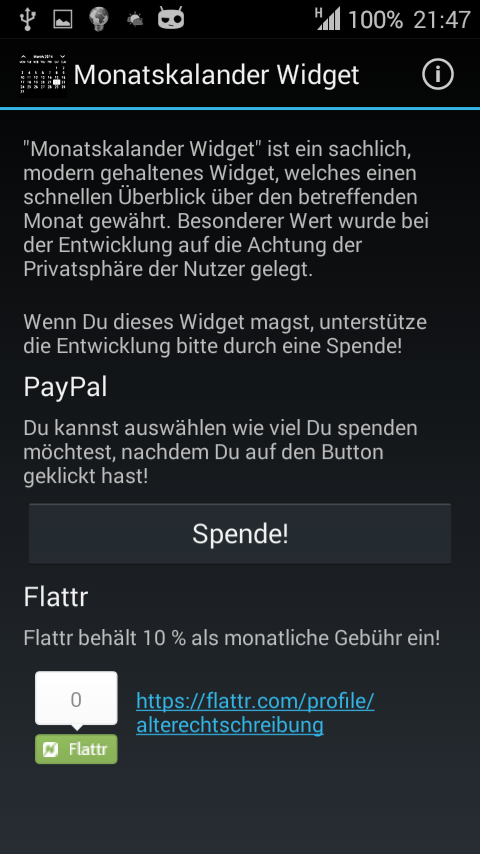 H 100% 21:47
Monatskalander Widget
"Monatskalander Widget" ist ein sachlich,
modern gehaltenes Widget, welches einen
schnellen Überblick über den betreffenden
Monat gewährt. Besonderer Wert wurde bei
der Entwicklung auf die Achtung der
Privatsphäre der Nutzer gelegt.
Wenn Du dieses Widget magst, unterstütze
die Entwicklung bitte durch eine Spende!
PayPal
Du kannst auswählen wie viel Du spenden
möchtest, nachdem Du auf den Button
geklickt hast!
Spende!
Flattr
Flattr behält 10 % als monatliche Gebühr ein!
0
Flattr
https://flattr.com/profile/
alterechtschreibung